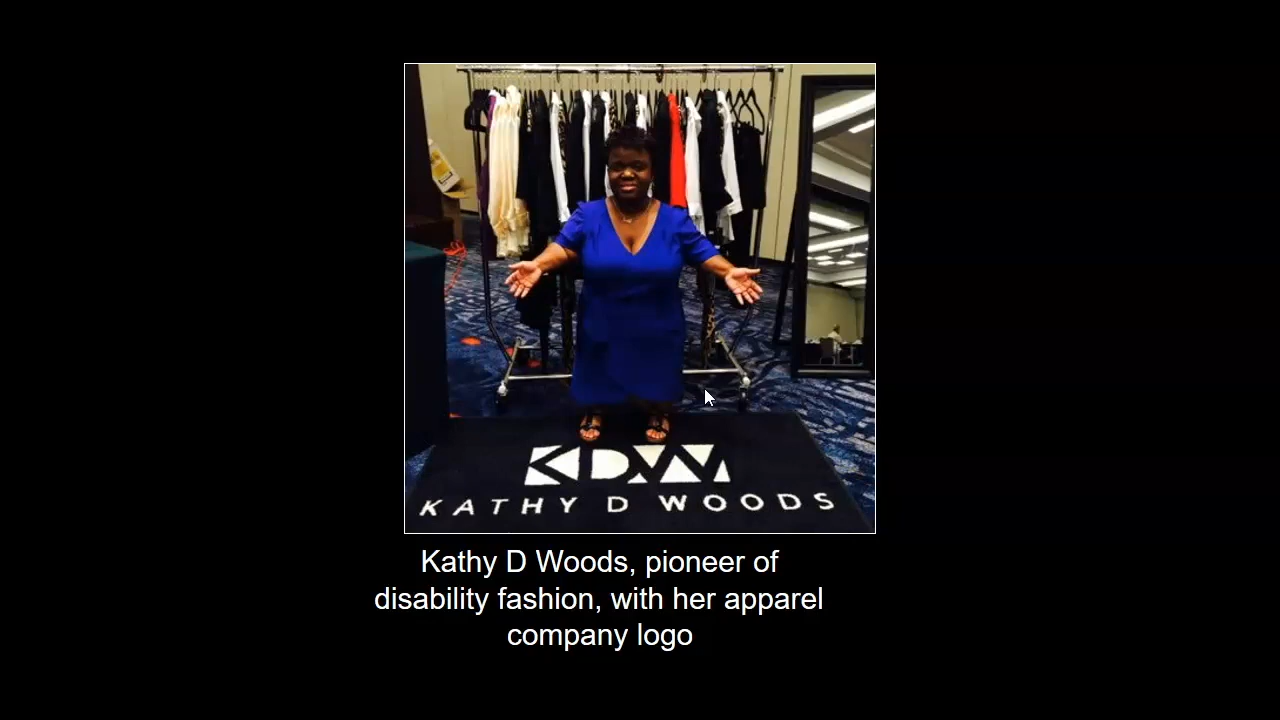 KDW
KATHY D WOODS
Kathy D Woods, pioneer of
disability fashion, with her apparel
company logo